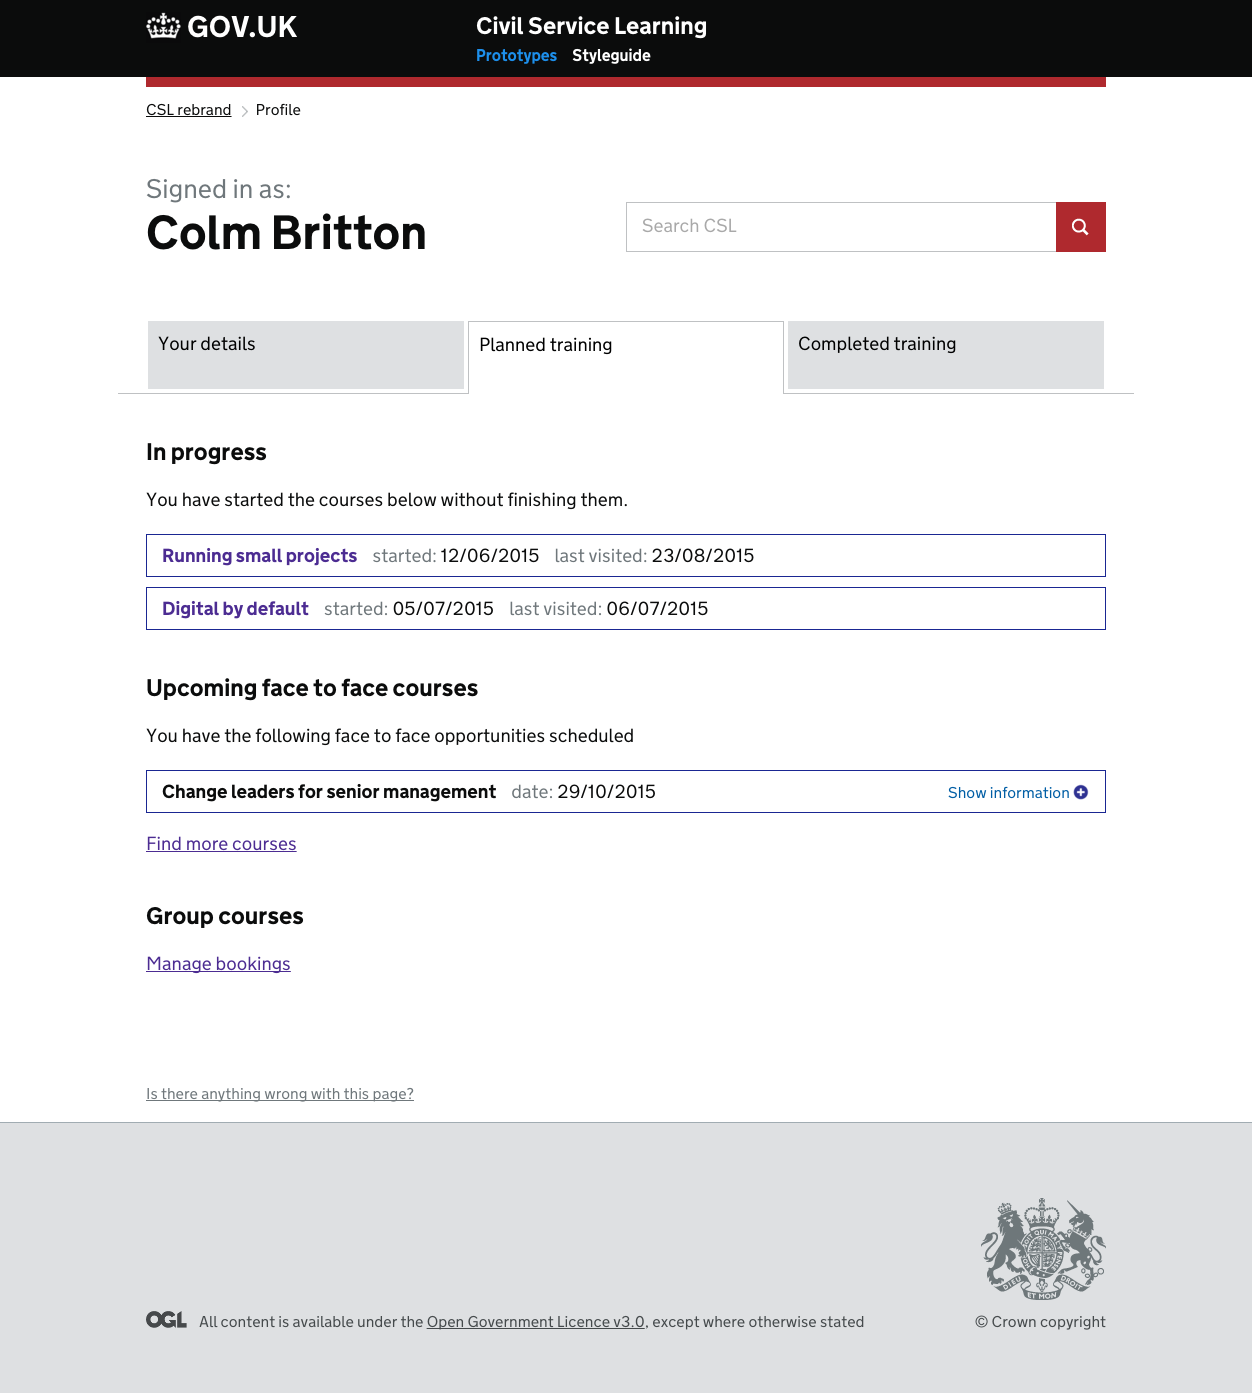 GOV.UK
Civil Service Learning
Prototypes Styleguide
CSL rebrand Profile
Signed in as:
Colm Britton
Search CSL
Your details
Planned training
Completed training
In progress
You have started the courses below without finishing them.
Running small projects started: 12/06/2015 last visited: 23/08/2015
Digital by default started: 05/07/2015 last visited: 06/07/2015
Upcoming face to face courses
You have the following face to face opportunities scheduled
Change leaders for senior management date: 29/10/2015 Show information
Find more courses
Group courses
Manage bookings
Is there anything wrong with this page?
DIEU ET MON DROIT
OGL All content is available under the Open Government Licence v3.0, except where otherwise stated
© Crown copyright